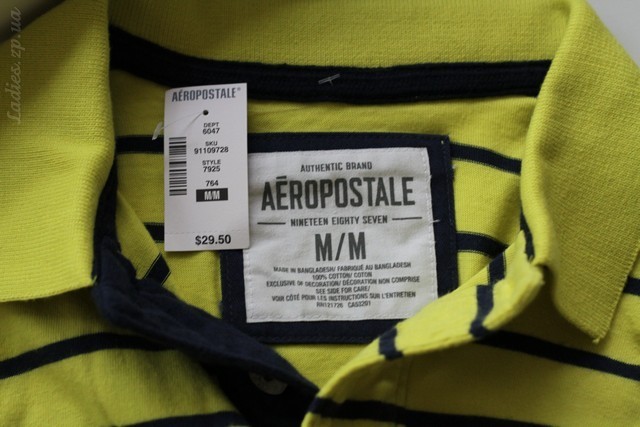 Ladies.zp.ua
AÉROPOSTALE®
DEPT
6047
SKU
91109728
STYLE
7925
764
M/M
$29.50
AUTHENTIC BRAND
AÉROPOSTALE
NINETEEN EIGHTY SEVEN
M/M
MADE IN BANGLADESH/ FABRIQUÉ AU BANGLADESH
100% COTTON/ COTON
EXCLUSIVE OF DECORATION/ DÉCORATION NON COMPRISE
SEE SIDE FOR CARE/
VOIR CÔTÉ POUR LES INSTRUCTIONS SUR L'ENTRETIEN
RN121726 CA53201